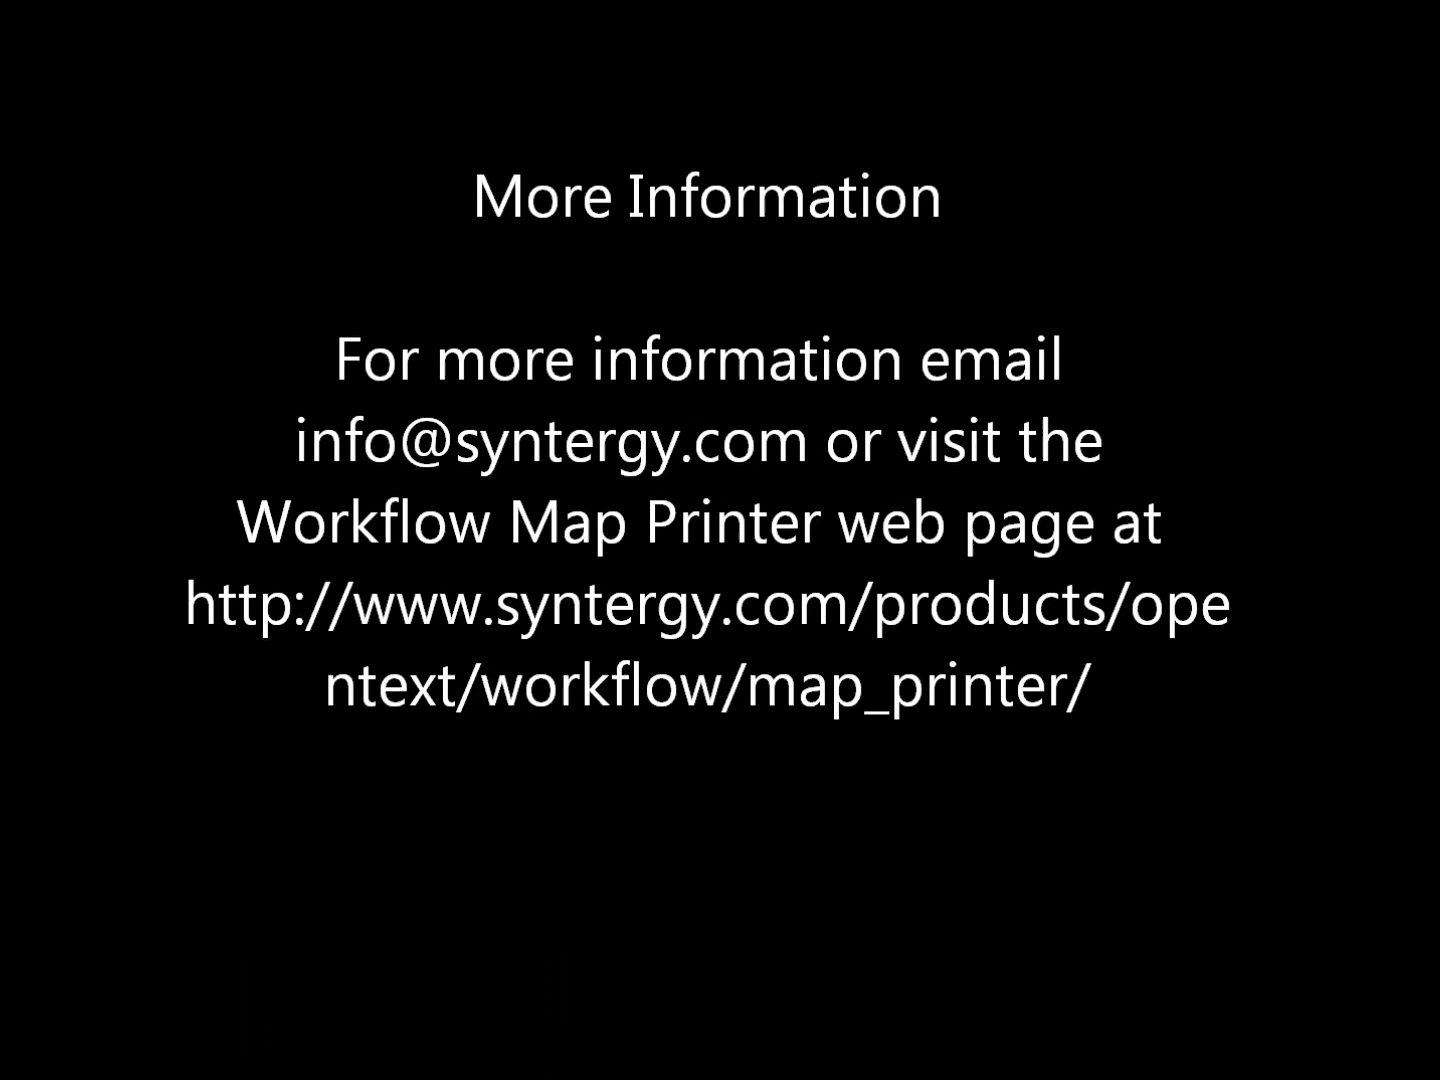 More Information
For more information email
info@syntergy.com or visit the
Workflow Map Printer web page at
http://www.syntergy.com/products/ope
ntext/workflow/map_printer/